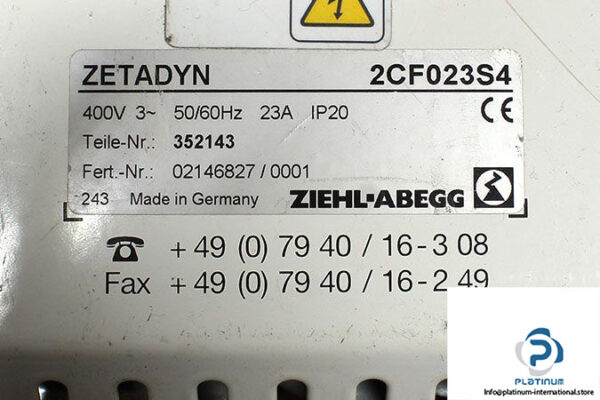 ZETADYN 2CF023S4
400V 3~ 50/60Hz 23A IP20 CE
Teile-Nr.: 352143
Fert.-Nr.: 02146827 / 0001
243 Made in Germany ZIEHL-ABEGG
☎ + 49 (0) 79 40 / 16 - 3 08
Fax + 49 (0) 79 40 / 16 - 2 49
PLATINUM
Info@platinum-international.store